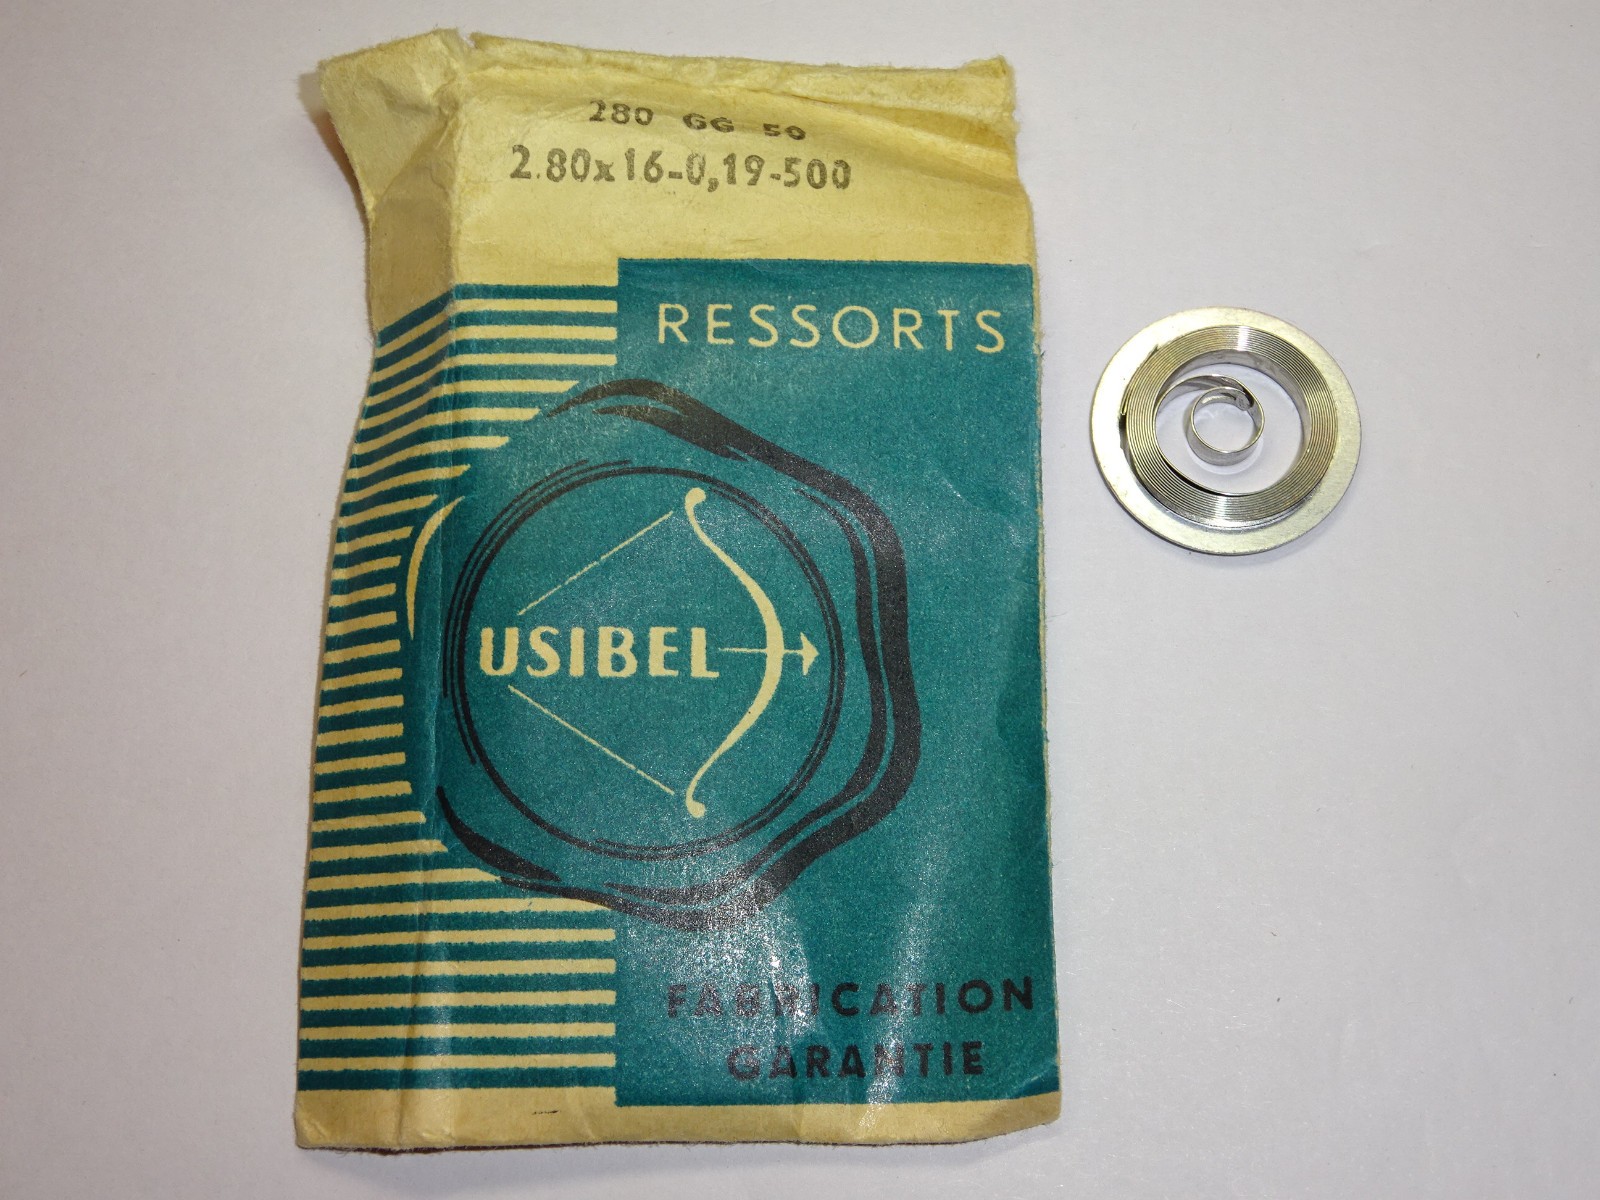 280 GG 50
2.80x16-0,19-500
RESSORTS
USIBEL
FABRICATION
GARANTIE